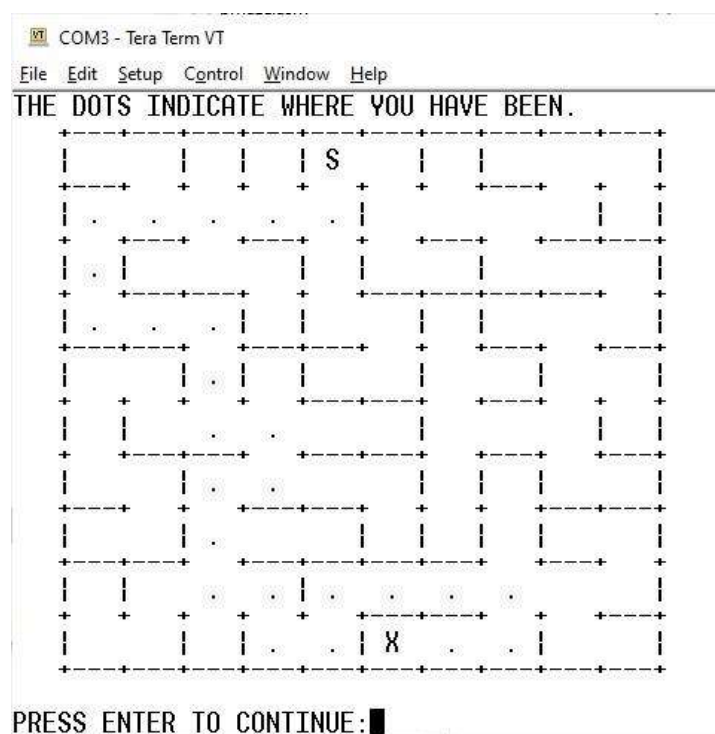 COM3 - Tera Term VT
File Edit Setup Control Window Help
THE DOTS INDICATE WHERE YOU HAVE BEEN.
S
X
PRESS ENTER TO CONTINUE: